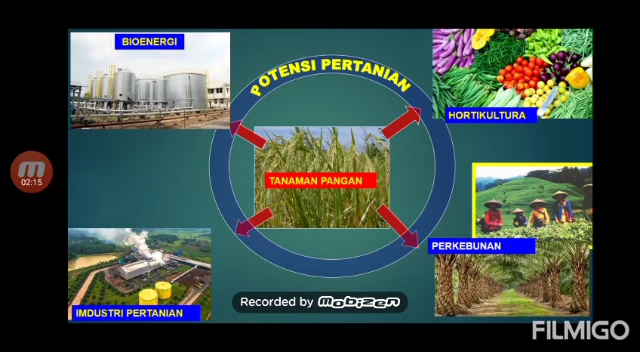 BIOENERGI
POTENSI PERTANIAN
HORTIKULTURA
02:15
TANAMAN PANGAN
PERKEBUNAN
IMDUSTRI PERTANIAN
Recorded by mobizen
FILMIGO